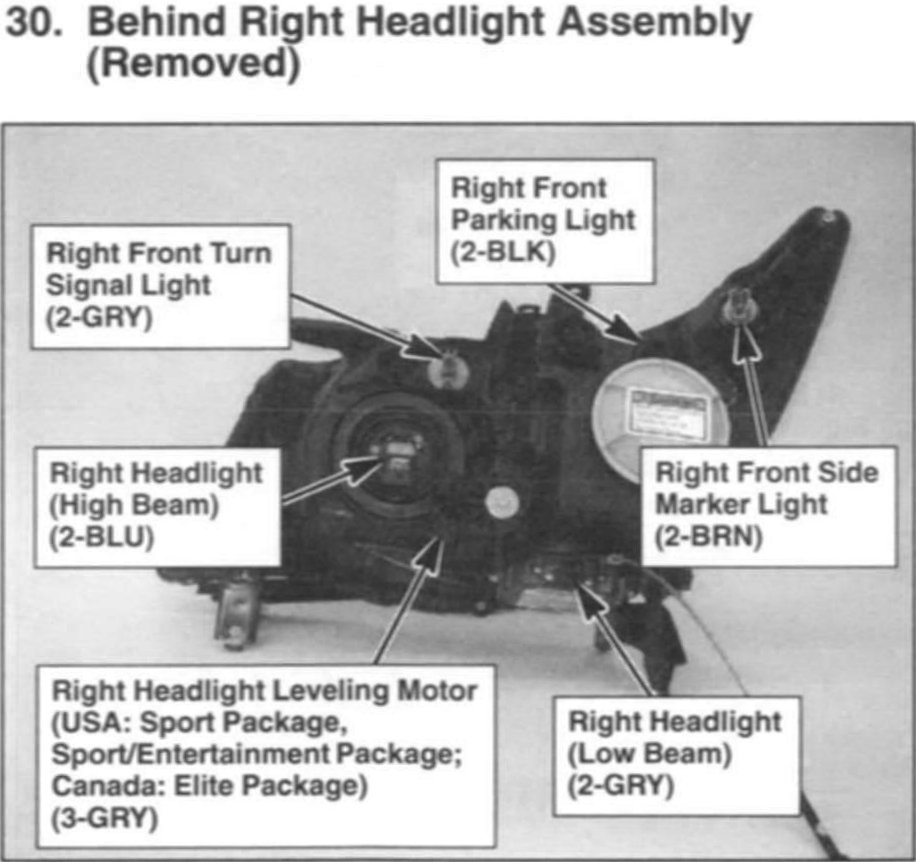 30. Behind Right Headlight Assembly
(Removed)
Right Front
Parking Light
(2-BLK)
Right Front Turn
Signal Light
(2-GRY)
Right Headlight
(High Beam)
(2-BLU)
Right Front Side
Marker Light
(2-BRN)
Right Headlight Leveling Motor
(USA: Sport Package,
Sport/Entertainment Package;
Canada: Elite Package)
(3-GRY)
Right Headlight
(Low Beam)
(2-GRY)